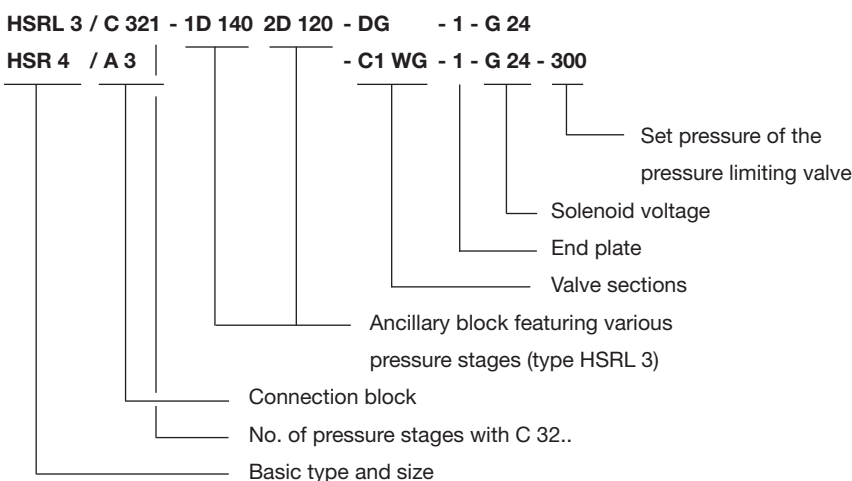 HSRL 3 / C 321 - 1D 140 2D 120 - DG - 1 - G 24
HSR 4 / A 3 - C1 WG - 1 - G 24 - 300
Set pressure of the
pressure limiting valve
Solenoid voltage
End plate
Valve sections
Ancillary block featuring various
pressure stages (type HSRL 3)
Connection block
No. of pressure stages with C 32..
Basic type and size